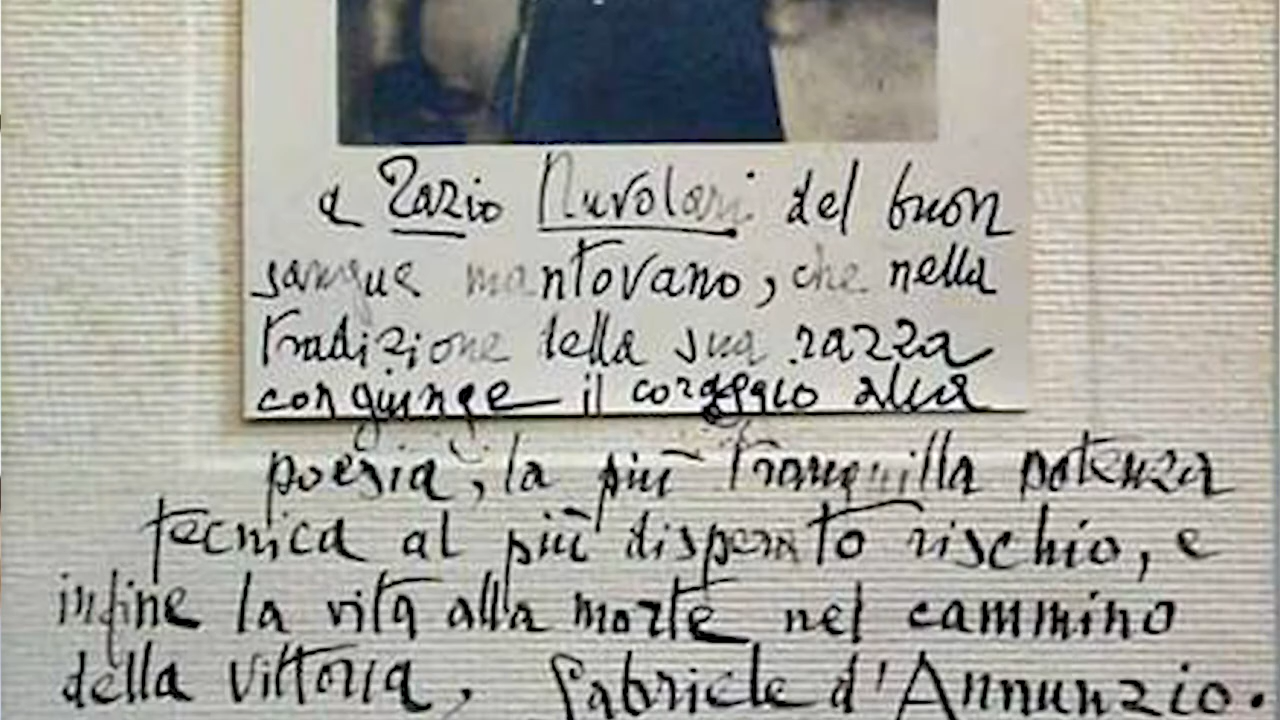 a Tazio Nuvolari del buon
sangue mantovano, che nella
tradizione della sua razza
congiunge il coraggio alla
poesia, la più tranquilla potenza
tecnica al più disperato rischio, e
infine la vita alla morte nel cammino
della vittoria. Gabriele d'Annunzio.